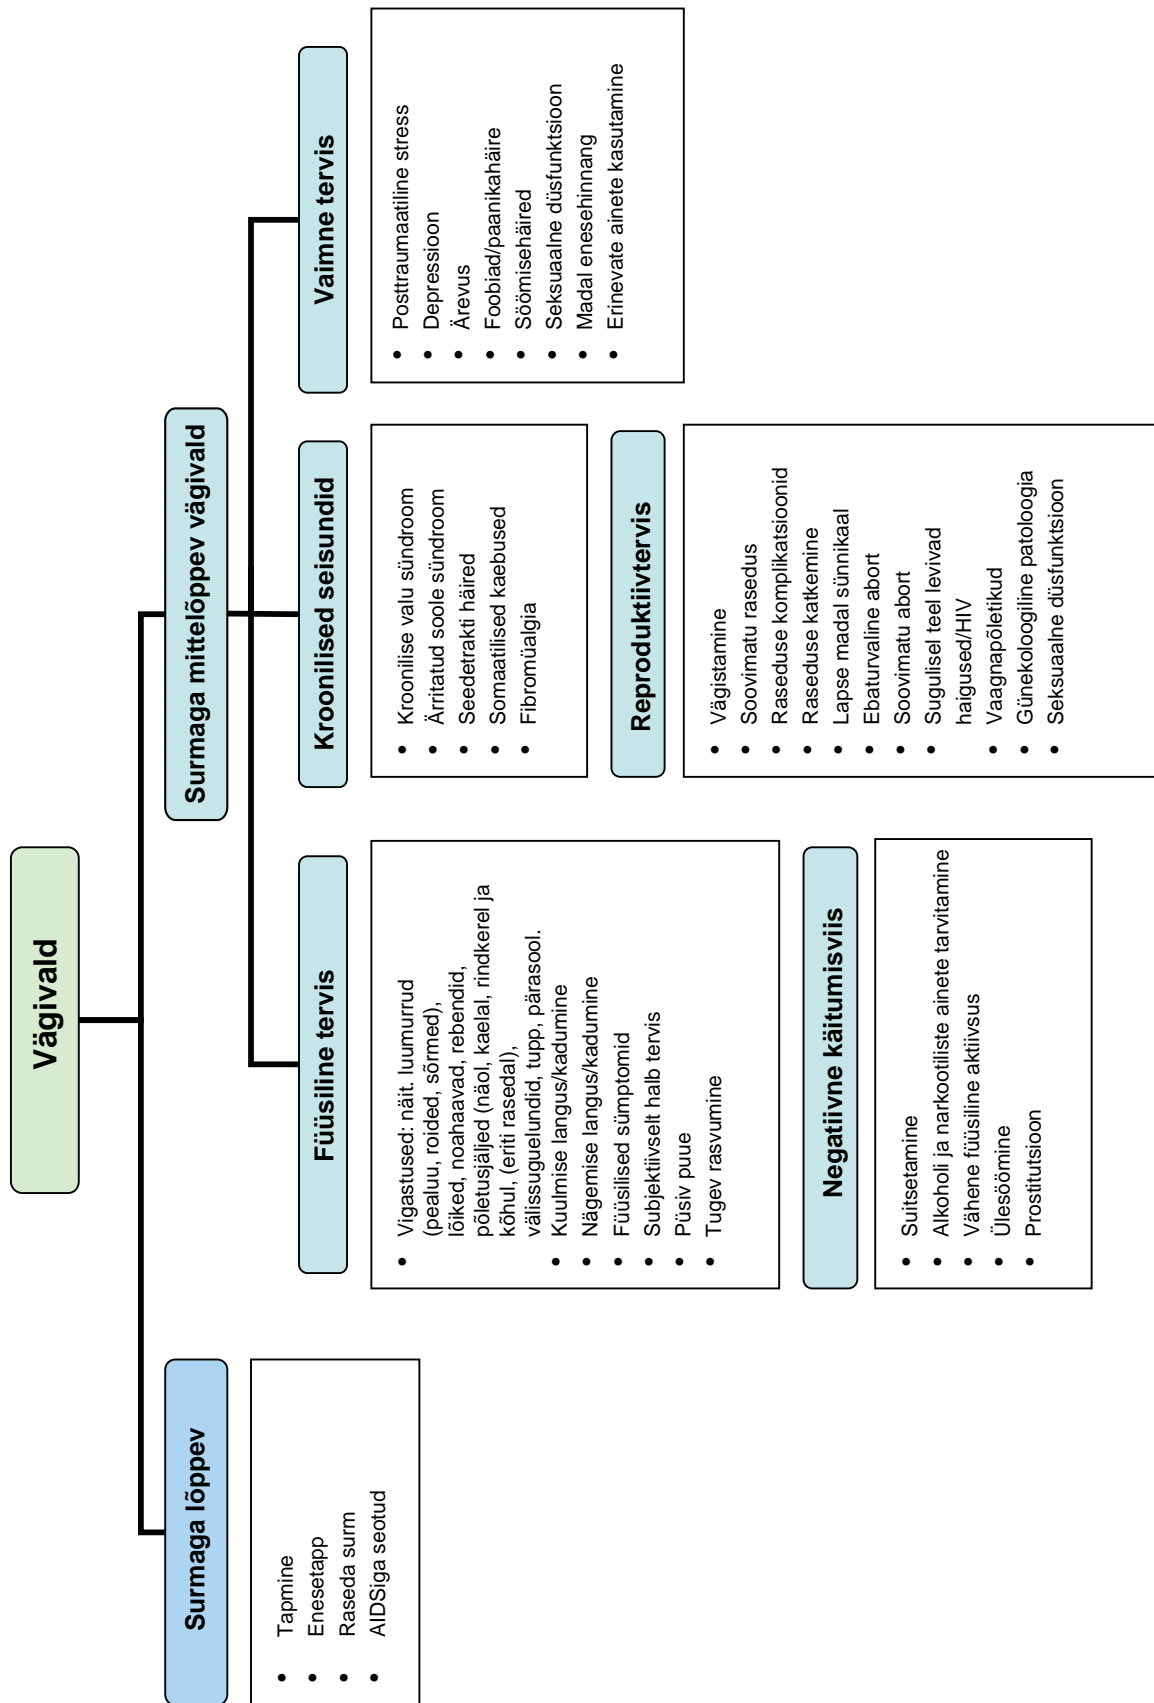 Vägivald
Surmaga lõppev
Tapmine
Enesetapp
Raseda surm
AIDSiga seotud
Surmaga mittelõppev vägivald
Füüsiline tervis
Vigastused: näit. luumurrud
(pealuu, roided, sõrmed),
lõiked, noahaavad, rebendid,
põletusjäljed (näol, kaelal, rindkerel ja
kõhul, (eriti rasedal),
välissuguelundid, tupp, pärasool.
Kuulmise langus/kadumine
Nägemise langus/kadumine
Füüsilised sümptomid
Subjektiivselt halb tervis
Püsiv puue
Tugev rasvumine
Negatiivne käitumisviis
Suitsetamine
Alkoholi ja narkootiliste ainete tarvitamine
Vähene füüsiline aktiivsus
Ülesöömine
Prostitutsioon
Kroonilised seisundid
Kroonilise valu sündroom
Ärritatud soole sündroom
Seedetrakti häired
Somaatilised kaebused
Fibromüalgia
Reproduktiivtervis
Vägistamine
Soovimatu rasedus
Raseduse komplikatsioonid
Raseduse katkemine
Lapse madal sünnikaal
Ebaturvaline abort
Soovimatu abort
Sugulisel teel levivad
haigused/HIV
Vaagnapõletikud
Günekoloogiline patoloogia
Seksuaalne düsfunktsioon
Vaimne tervis
Posttraumaatiline stress
Depressioon
Ärevus
Foobiad/paanikahäire
Söömisehäired
Seksuaalne düsfunktsioon
Madal enesehinnang
Erinevate ainete kasutamine